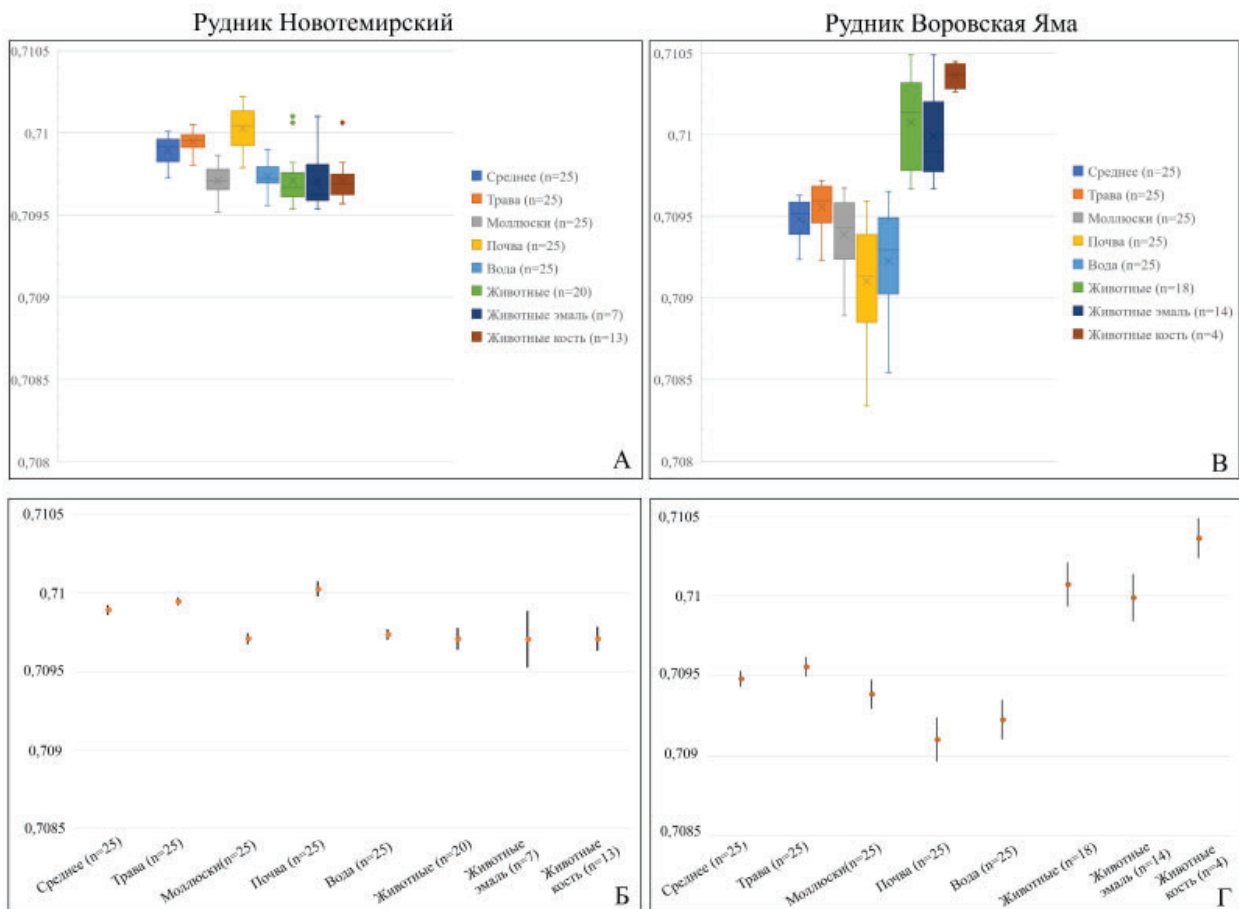 Рудник Новотемирский
0,7105
0,71
0,7095
0,709
0,7085
0,708
Среднее (n=25)
Трава (n=25)
Моллюски (n=25)
Почва (n=25)
Вода (n=25)
Животные (n=20)
Животные эмаль (n=7)
Животные кость (n=13)
А
Рудник Воровская Яма
0,7105
0,71
0,7095
0,709
0,7085
0,708
Среднее (n=25)
Трава (n=25)
Моллюски (n=25)
Почва (n=25)
Вода (n=25)
Животные (n=18)
Животные эмаль (n=14)
Животные кость (n=4)
В
0,7105
0,71
0,7095
0,709
0,7085
Среднее (n=25)
Трава (n=25)
Моллюски(n=25)
Почва (n=25)
Вода (n=25)
Животные (n=20)
Животные
эмаль (n=7)
Животные
кость (n=13)
Б
0,7105
0,71
0,7095
0,709
0,7085
Среднее (n=25)
Трава (n=25)
Моллюски(n=25)
Почва (n=25)
Вода (n=25)
Животные (n=18)
Животные
эмаль (n=14)
Животные
кость (n=4)
Г